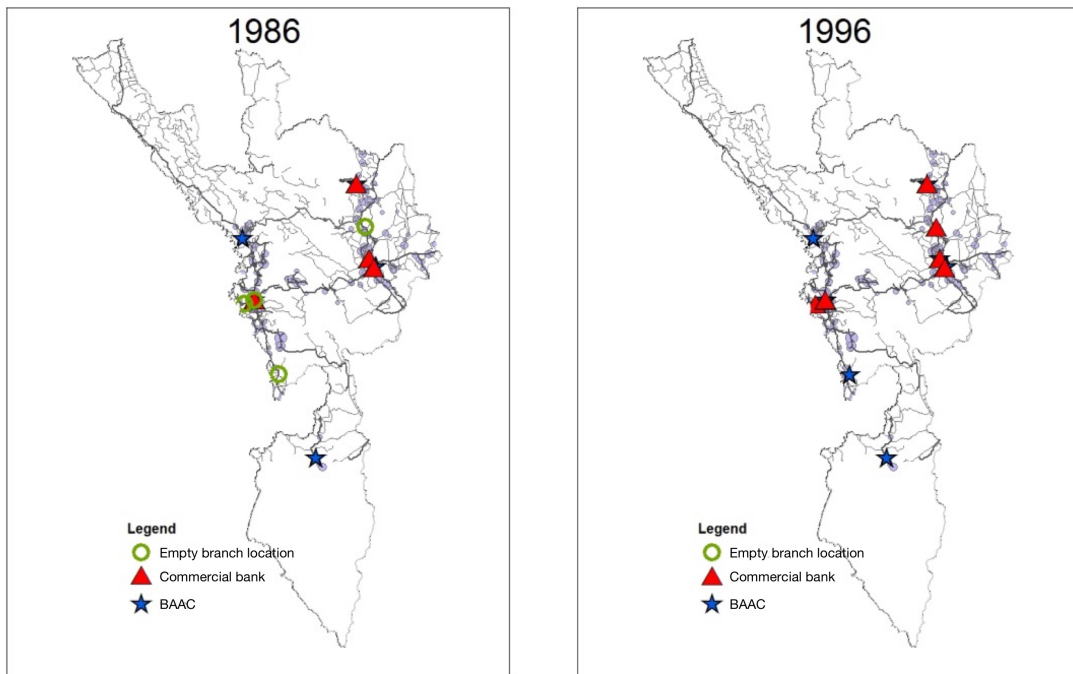 1986
Legend
Empty branch location
Commercial bank
BAAC
1996
Legend
Empty branch location
Commercial bank
BAAC